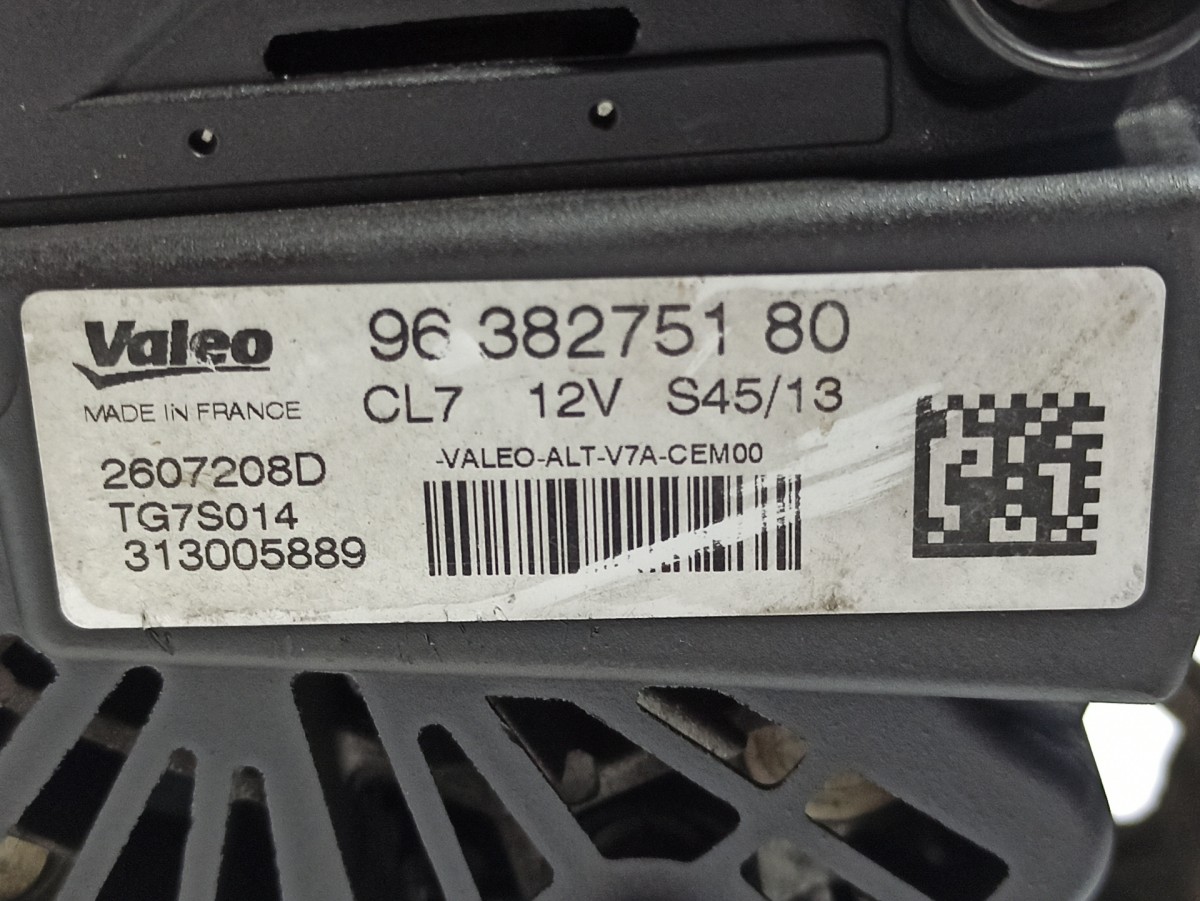 Valeo
96 382751 80
MADE IN FRANCE
CL7 12V S45/13
-VALEO-ALT-V7A-CEM00
2607208D
TG7S014
313005889